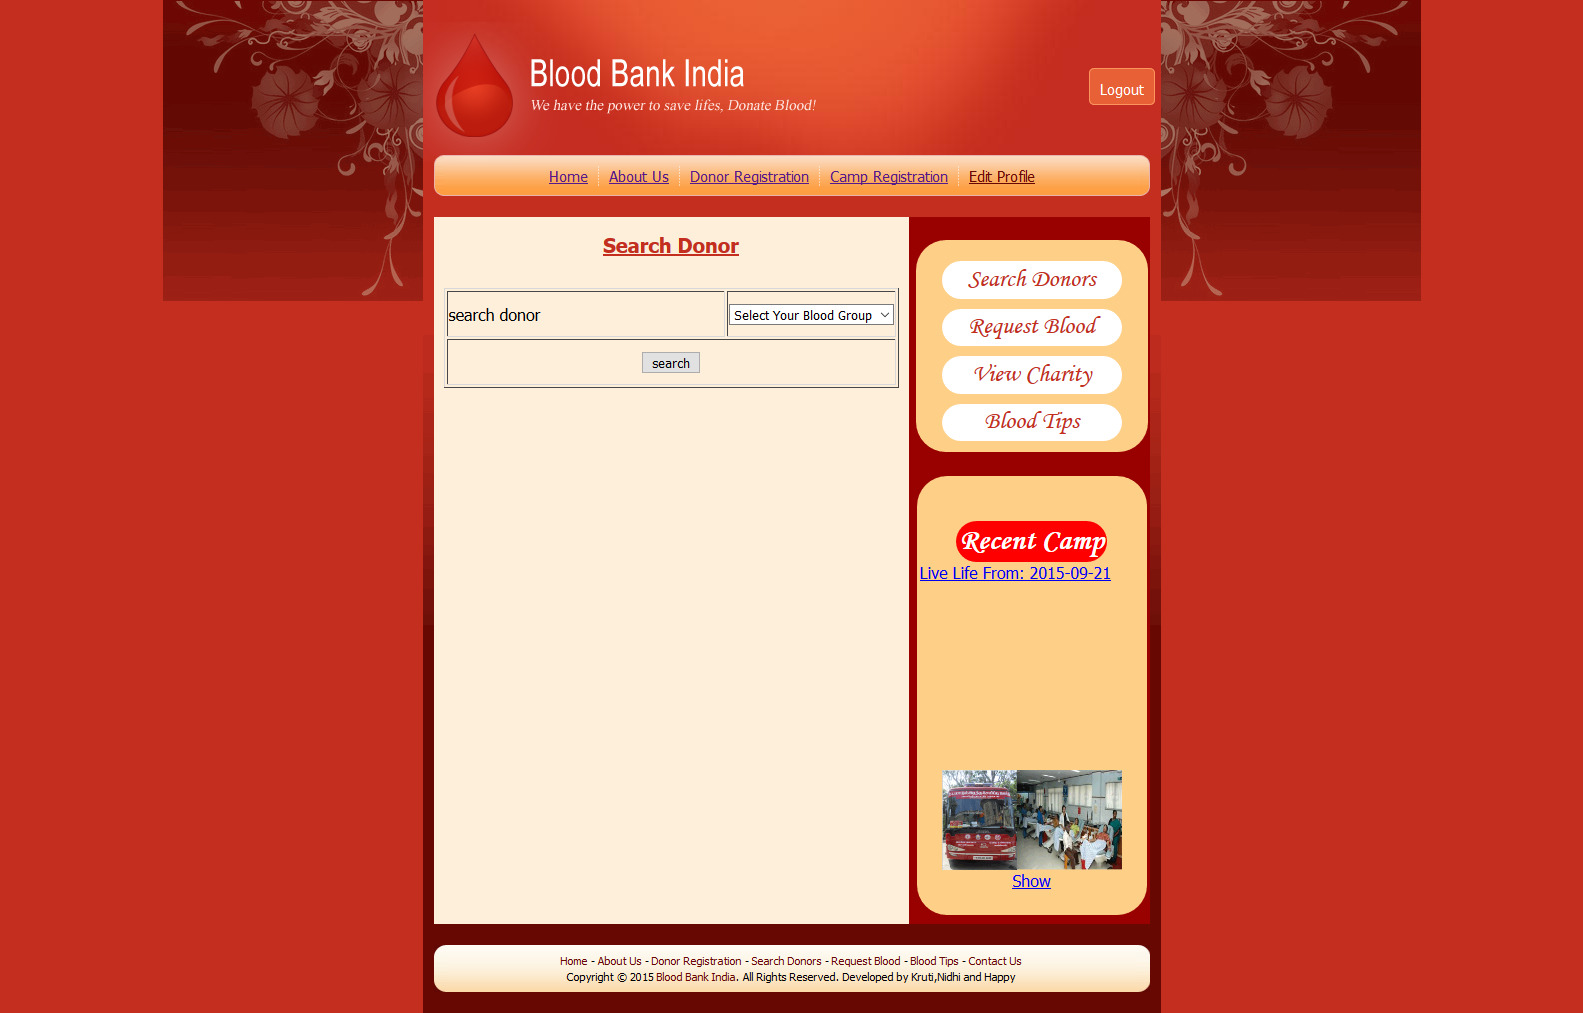 Blood Bank India
We have the power to save lifes, Donate Blood!
Logout
Home About Us Donor Registration Camp Registration Edit Profile
Search Donor
search donor Select Your Blood Group
search
Search Donors
Request Blood
View Charity
Blood Tips
Recent Camp
Live Life From: 2015-09-21
Show
Home - About Us - Donor Registration - Search Donors - Request Blood - Blood Tips - Contact Us
Copyright © 2015 Blood Bank India. All Rights Reserved. Developed by Kruti,Nidhi and Happy